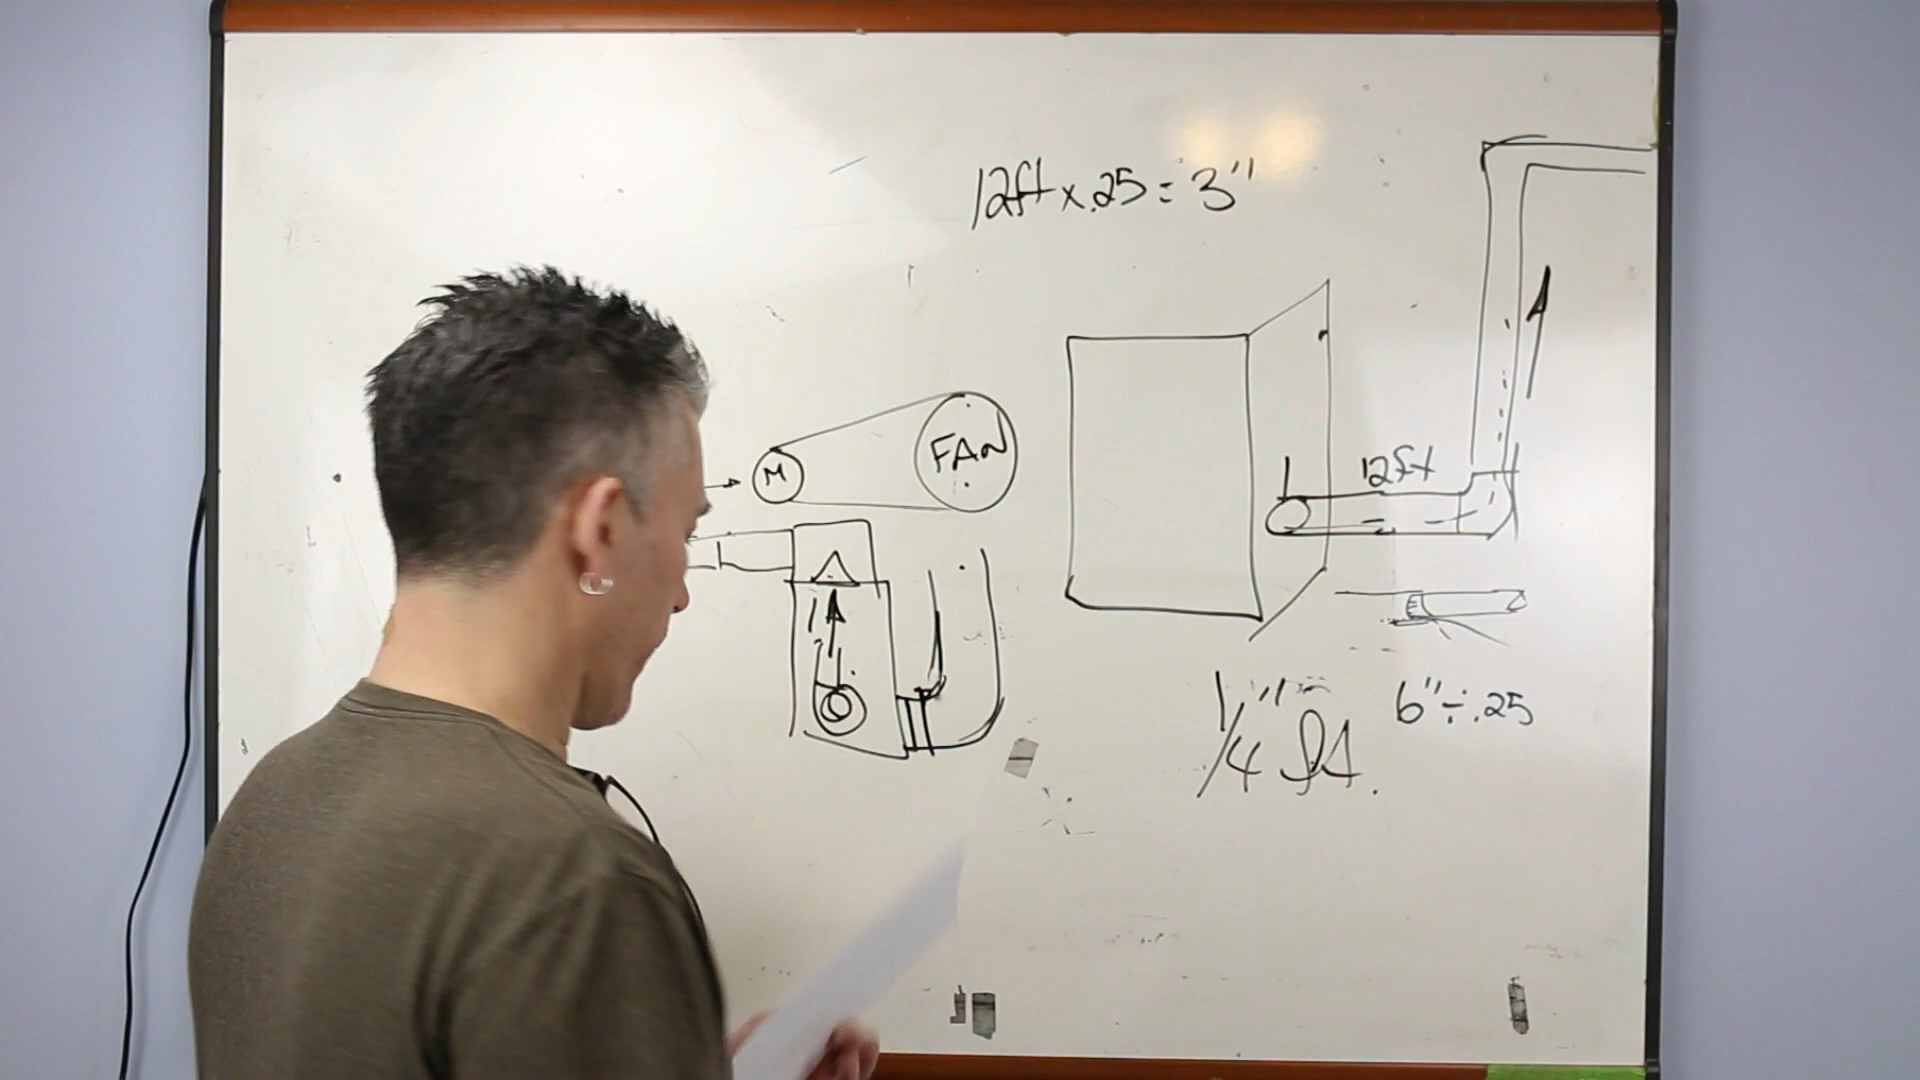 12ft x .25 = 3"
M
FAN
12ft
1/4" ft.
6" ÷ .25